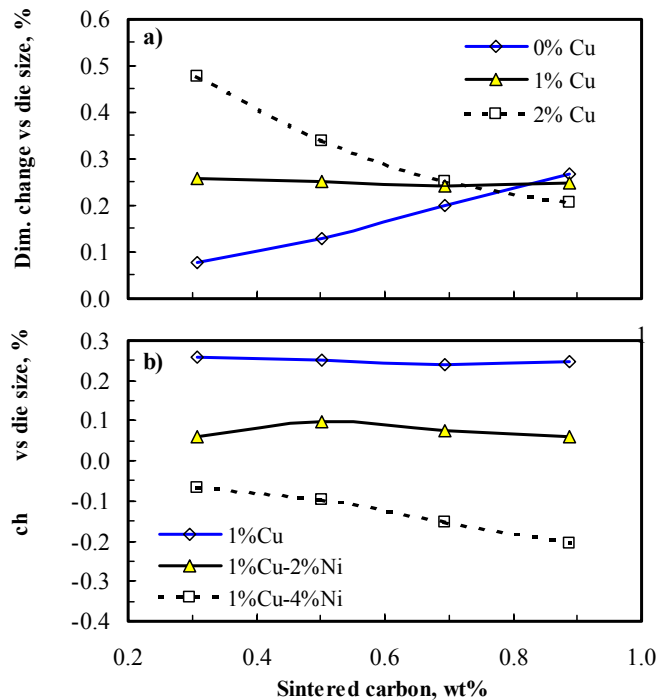 a)
0% Cu
1% Cu
2% Cu
Dim. change vs die size, %
0.6
0.5
0.4
0.3
0.2
0.1
0.0
1
b)
1%Cu
1%Cu-2%Ni
1%Cu-4%Ni
ch vs die size, %
0.3
0.2
0.1
0.0
-0.1
-0.2
-0.3
-0.4
0.2 0.4 0.6 0.8 1.0
Sintered carbon, wt%